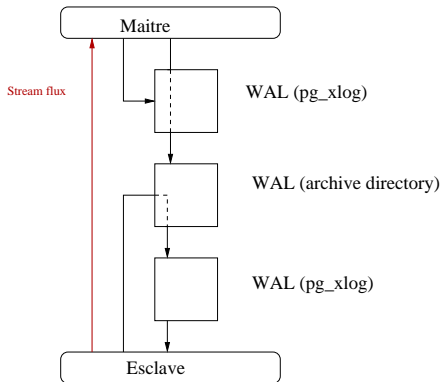 Maitre
Stream flux
WAL (pg_xlog)
WAL (archive directory)
WAL (pg_xlog)
Esclave